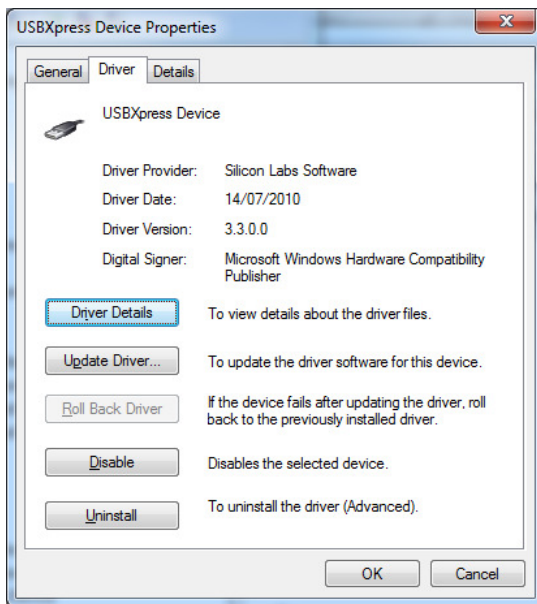 USBXpress Device Properties
General Driver Details
USBXpress Device
Driver Provider: Silicon Labs Software
Driver Date: 14/07/2010
Driver Version: 3.3.0.0
Digital Signer: Microsoft Windows Hardware Compatibility
Publisher
Driver Details To view details about the driver files.
Update Driver... To update the driver software for this device.
Roll Back Driver If the device fails after updating the driver, roll
back to the previously installed driver.
Disable Disables the selected device.
Uninstall To uninstall the driver (Advanced).
OK Cancel